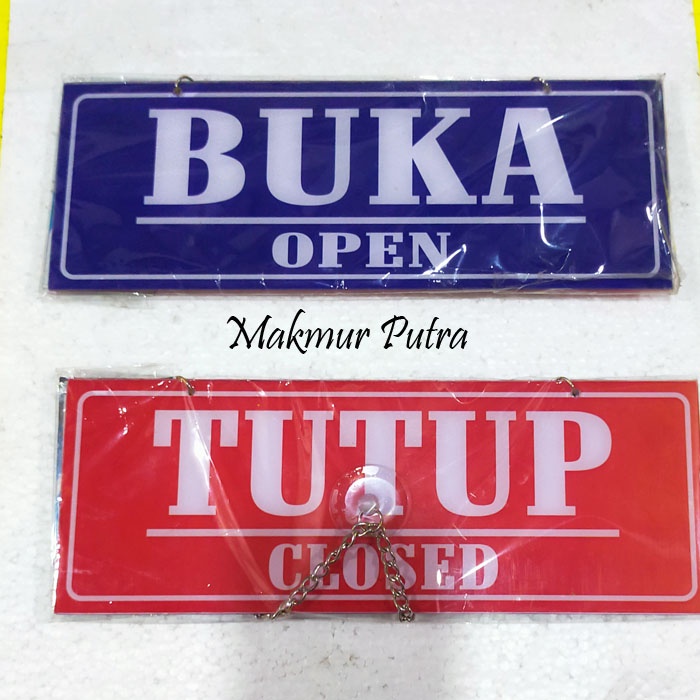 BUKA
OPEN
Makmur Putra
TUTUP
CLOSED